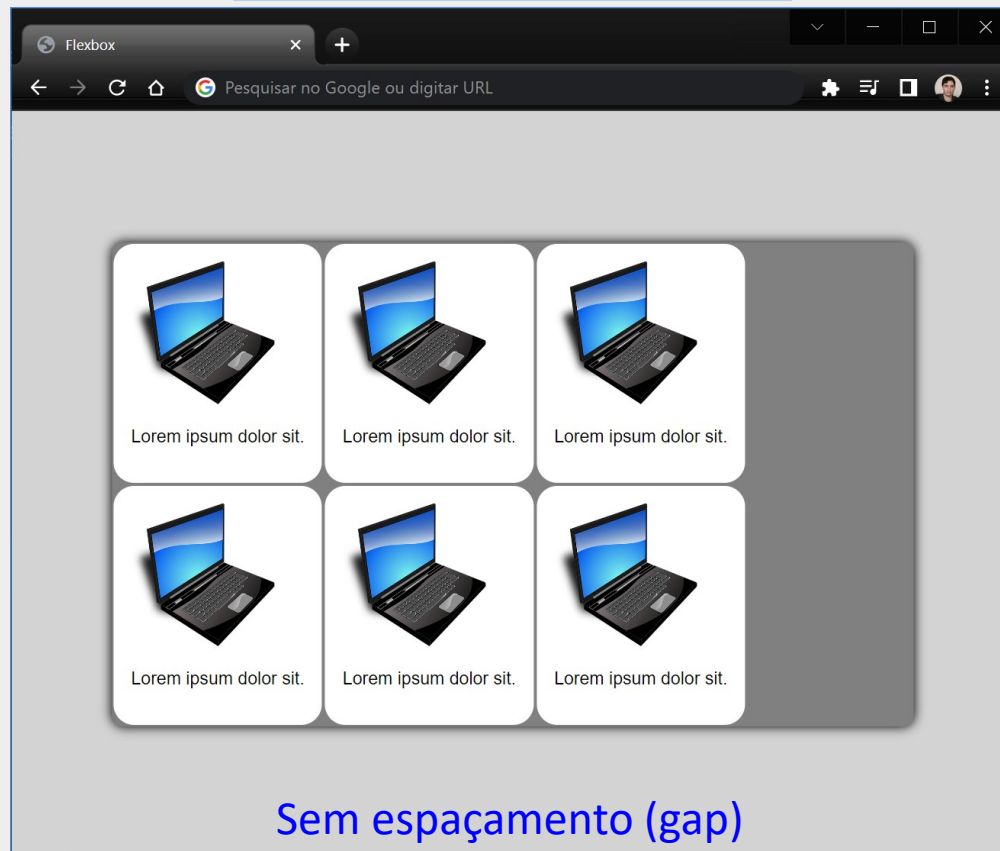 Flexbox
Pesquisar no Google ou digitar URL
Lorem ipsum dolor sit. Lorem ipsum dolor sit. Lorem ipsum dolor sit.
Lorem ipsum dolor sit. Lorem ipsum dolor sit. Lorem ipsum dolor sit.
Sem espaçamento (gap)